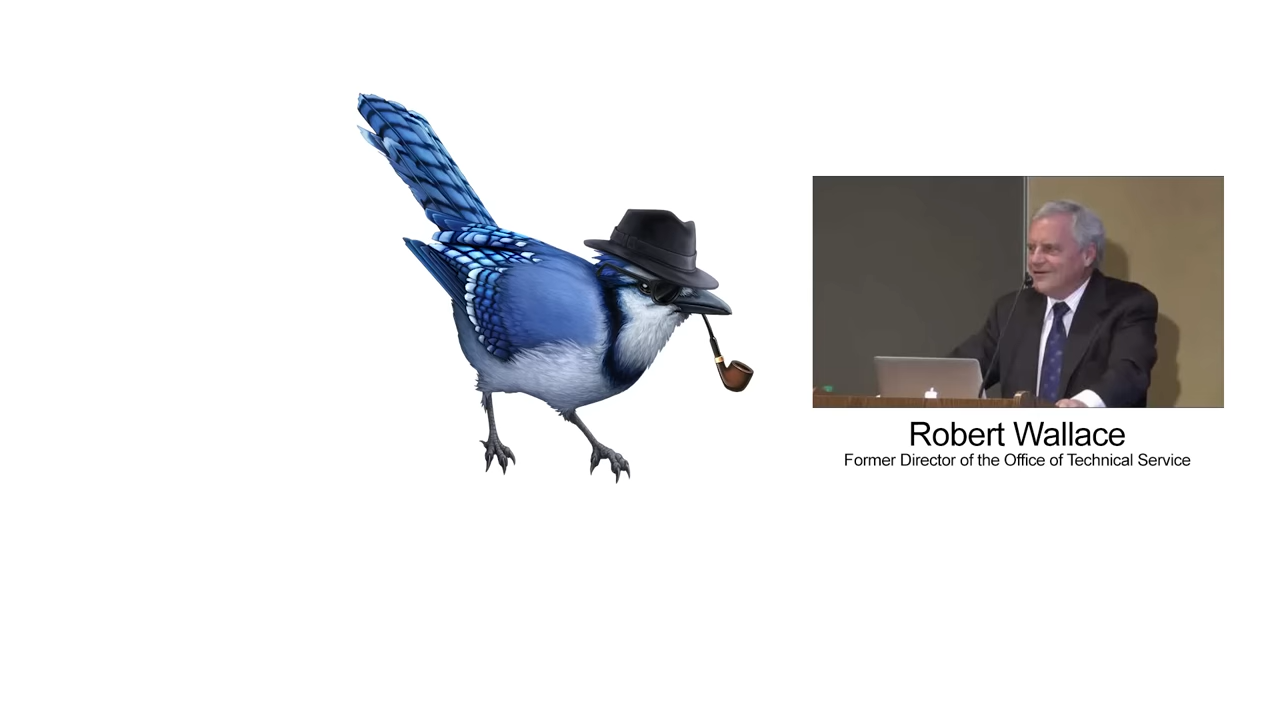 Robert Wallace
Former Director of the Office of Technical Service